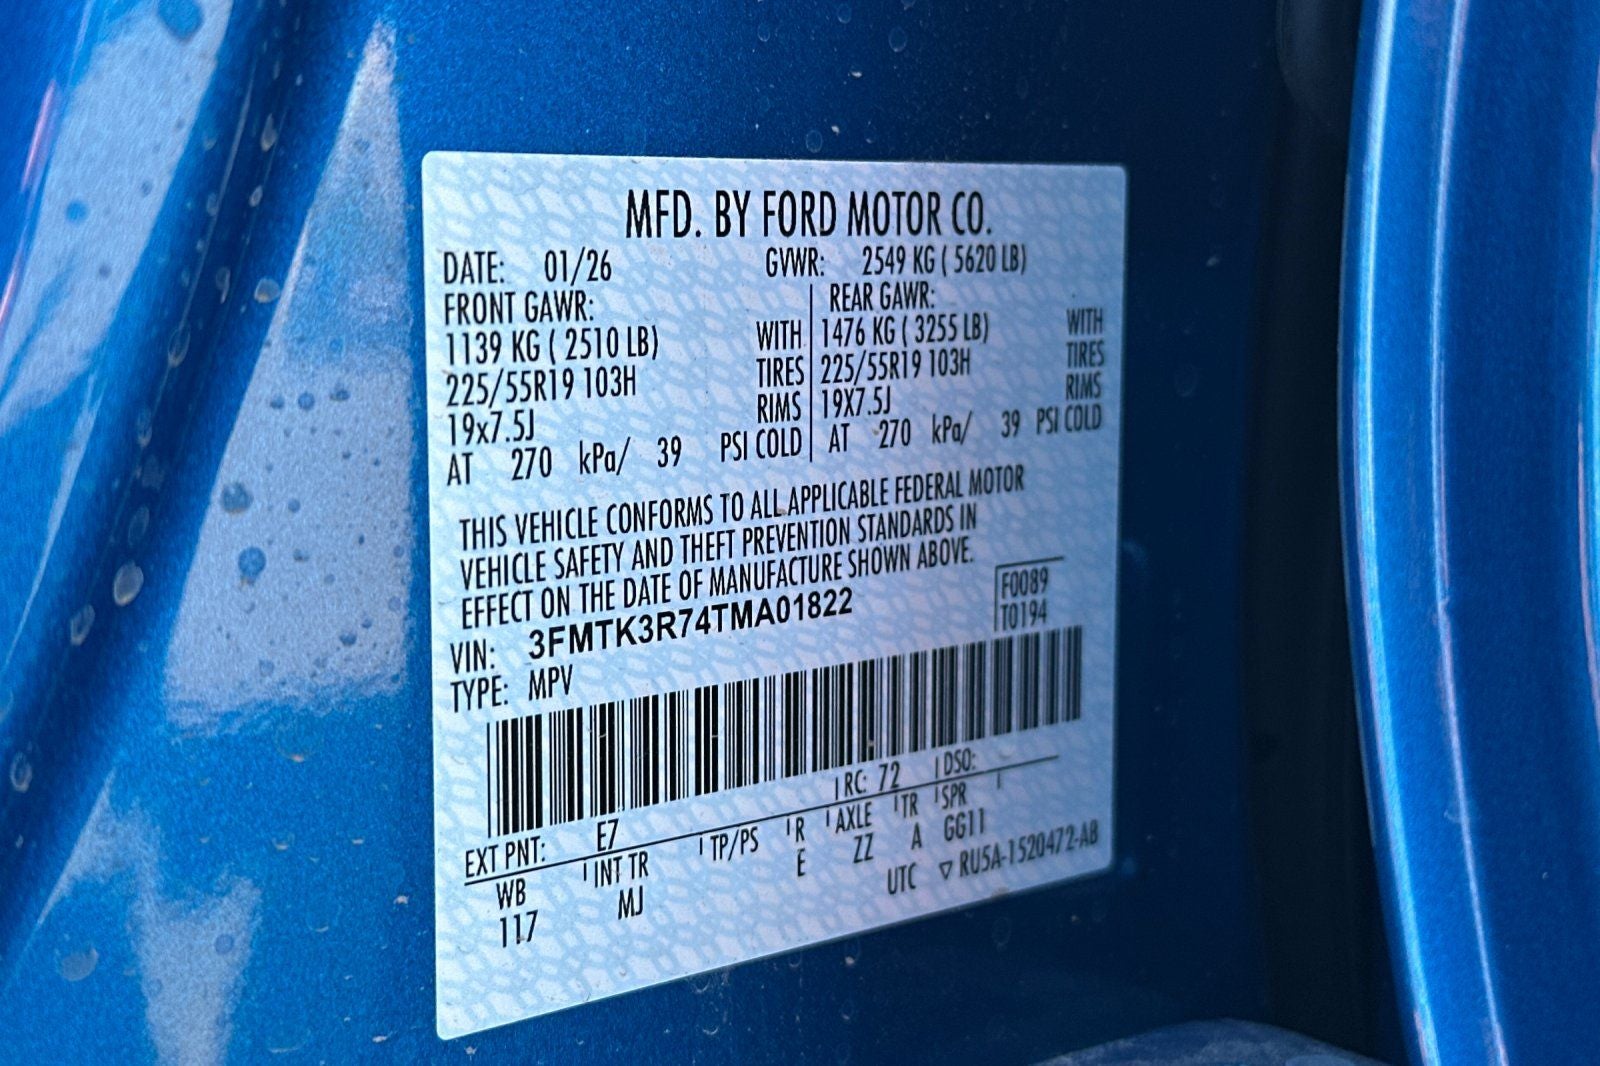 MFD. BY FORD MOTOR CO.
DATE: 01/26 GVWR: 2549 KG ( 5620 LB)
FRONT GAWR: REAR GAWR:
1139 KG ( 2510 LB) WITH 1476 KG ( 3255 LB) WITH
225/55R19 103H TIRES 225/55R19 103H TIRES
19x7.5J RIMS 19X7.5J RIMS
AT 270 kPa/ 39 PSI COLD AT 270 kPa/ 39 PSI COLD
THIS VEHICLE CONFORMS TO ALL APPLICABLE FEDERAL MOTOR
VEHICLE SAFETY AND THEFT PREVENTION STANDARDS IN
EFFECT ON THE DATE OF MANUFACTURE SHOWN ABOVE.
VIN: 3FMTK3R74TMA01822 F0089
TYPE: MPV T0194
EXT PNT: E7 RC: 72 DSO:
WB INT TR TP/PS R AXLE TR SPR
117 MJ E ZZ A GG11
UTC ▽ RU5A-1520472-AB